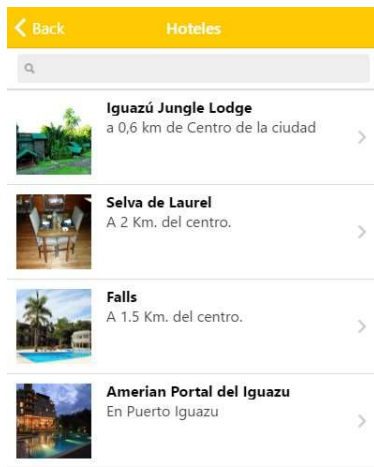 Back
Hoteles
Iguazú Jungle Lodge
a 0,6 km de Centro de la ciudad
Selva de Laurel
A 2 Km. del centro.
Falls
A 1.5 Km. del centro.
Amerian Portal del Iguazu
En Puerto Iguazu